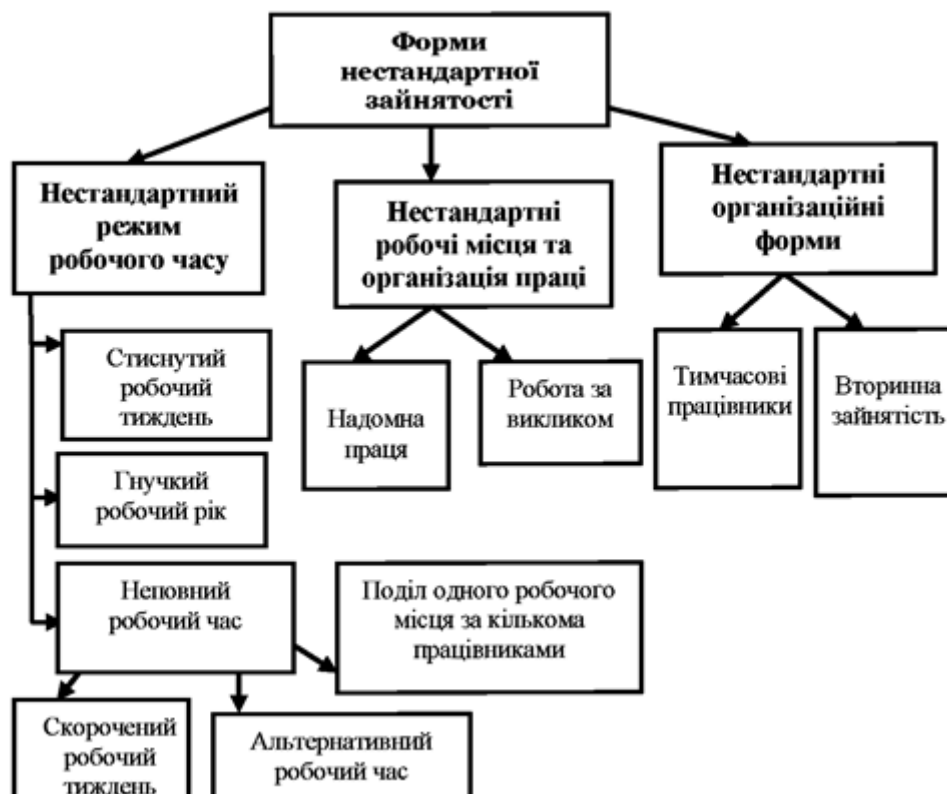 Форми
нестандартної
зайнятості
Нестандартний
режим
робочого часу
Нестандартні
робочі місця та
організація праці
Нестандартні
організаційні
форми
Стиснутий
робочий
тиждень
Гнучкий
робочий рік
Неповний
робочий час
Надомна
праця
Робота за
викликом
Тимчасові
працівники
Вторинна
зайнятість
Поділ одного робочого
місця за кількома
працівниками
Скорочений
робочий
тиждень
Альтернативний
робочий час